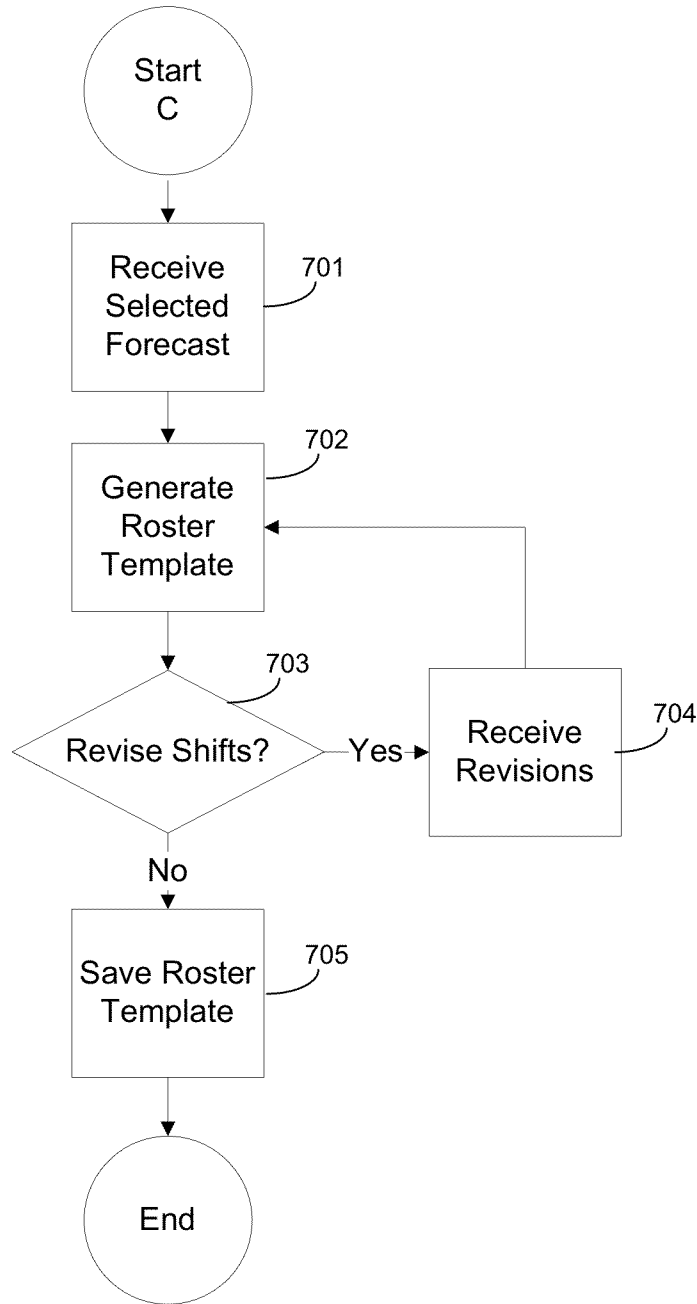 Start
C
Receive
Selected
Forecast
701
Generate
Roster
Template
702
Revise Shifts?
703
Yes
Receive
Revisions
704
No
Save Roster
Template
705
End